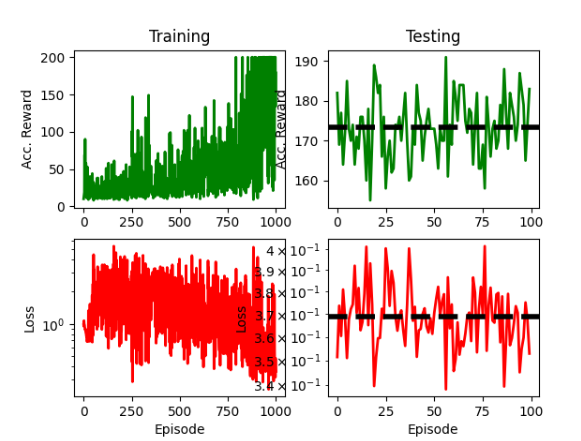 Training
Testing
Acc. Reward
200
150
100
50
0
0
250
500
750
1000
Acc. Reward
190
180
170
160
0
25
50
75
100
Loss
10⁰
0
250
500
750
1000
Episode
Loss
4 × 10⁻¹
3.9 × 10⁻¹
3.8 × 10⁻¹
3.7 × 10⁻¹
3.6 × 10⁻¹
3.5 × 10⁻¹
3.4 × 10⁻¹
0
25
50
75
100
Episode